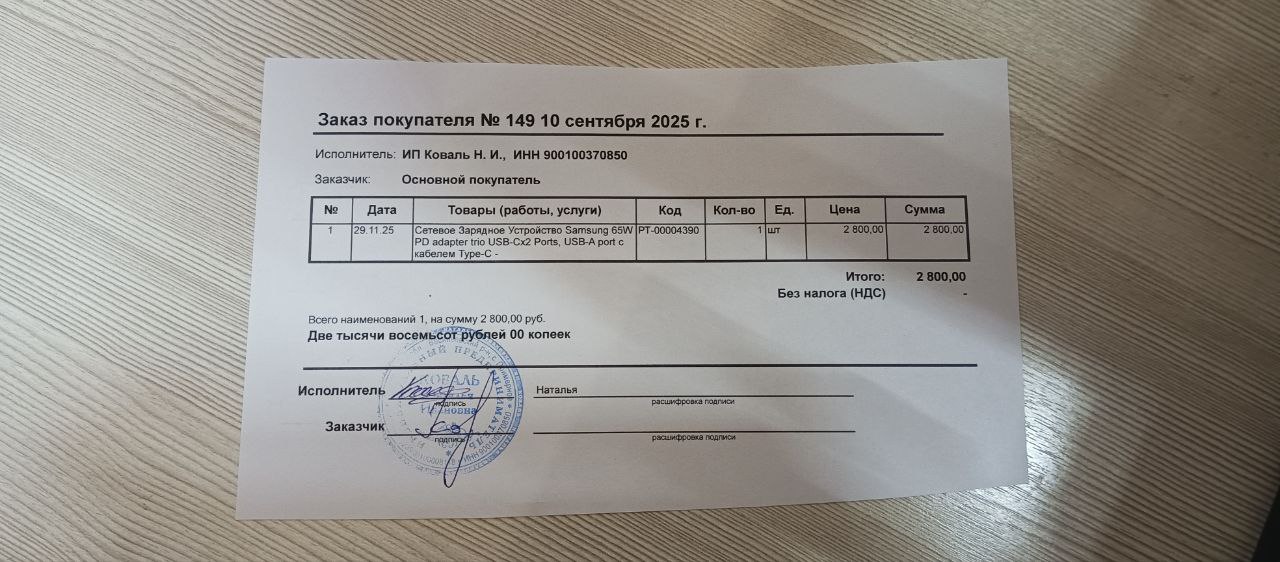 Заказ покупателя № 149 10 сентября 2025 г.
Исполнитель: ИП Коваль Н. И., ИНН 900100370850
Заказчик: Основной покупатель
№ Дата Товары (работы, услуги) Код Кол-во Ед. Цена Сумма
1 29.11.25 Сетевое Зарядное Устройство Samsung 65W РТ-00004390 1 шт 2 800,00 2 800,00
PD adapter trio USB-Cx2 Ports, USB-A port с
кабелем Type-C -
Итого: 2 800,00
Без налога (НДС) -
Всего наименований 1, на сумму 2 800,00 руб.
Две тысячи восемьсот рублей 00 копеек
Исполнитель Наталья
подпись расшифровка подписи
Заказчик
подпись расшифровка подписи
КОВАЛЬ